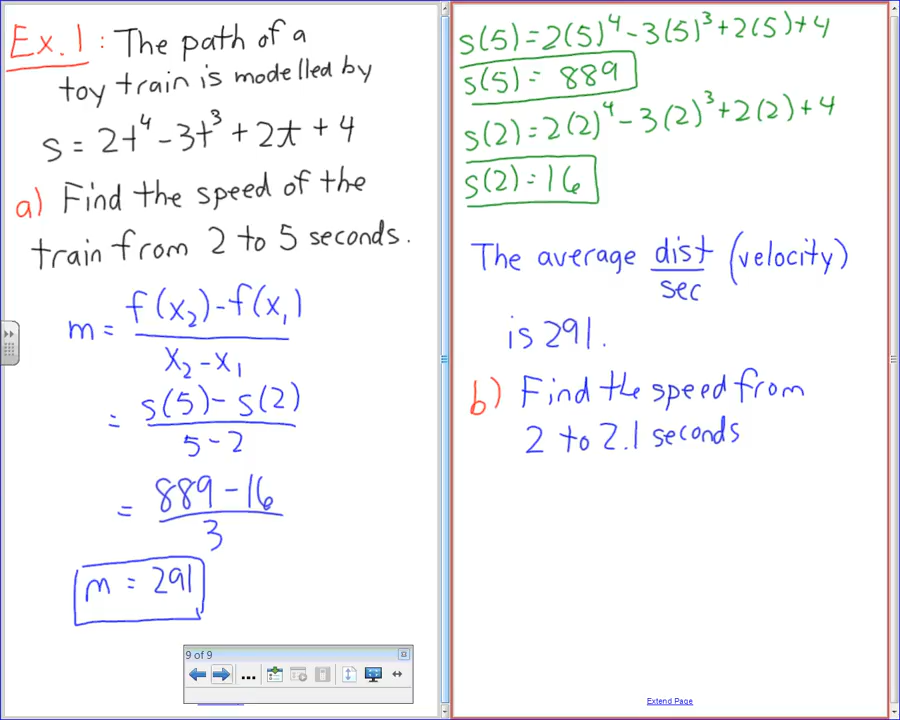 Ex. 1 : The path of a
toy train is modelled by
s = 2t⁴ - 3t³ + 2t + 4
a) Find the speed of the
train from 2 to 5 seconds.
m = f(x₂) - f(x₁) / x₂ - x₁
= s(5) - s(2) / 5 - 2
= 889 - 16 / 3
m = 291
9 of 9
s(5) = 2(5)⁴ - 3(5)³ + 2(5) + 4
s(5) = 889
s(2) = 2(2)⁴ - 3(2)³ + 2(2) + 4
s(2) = 16
The average dist/sec (velocity)
is 291.
b) Find the speed from
2 to 2.1 seconds
Extend Page